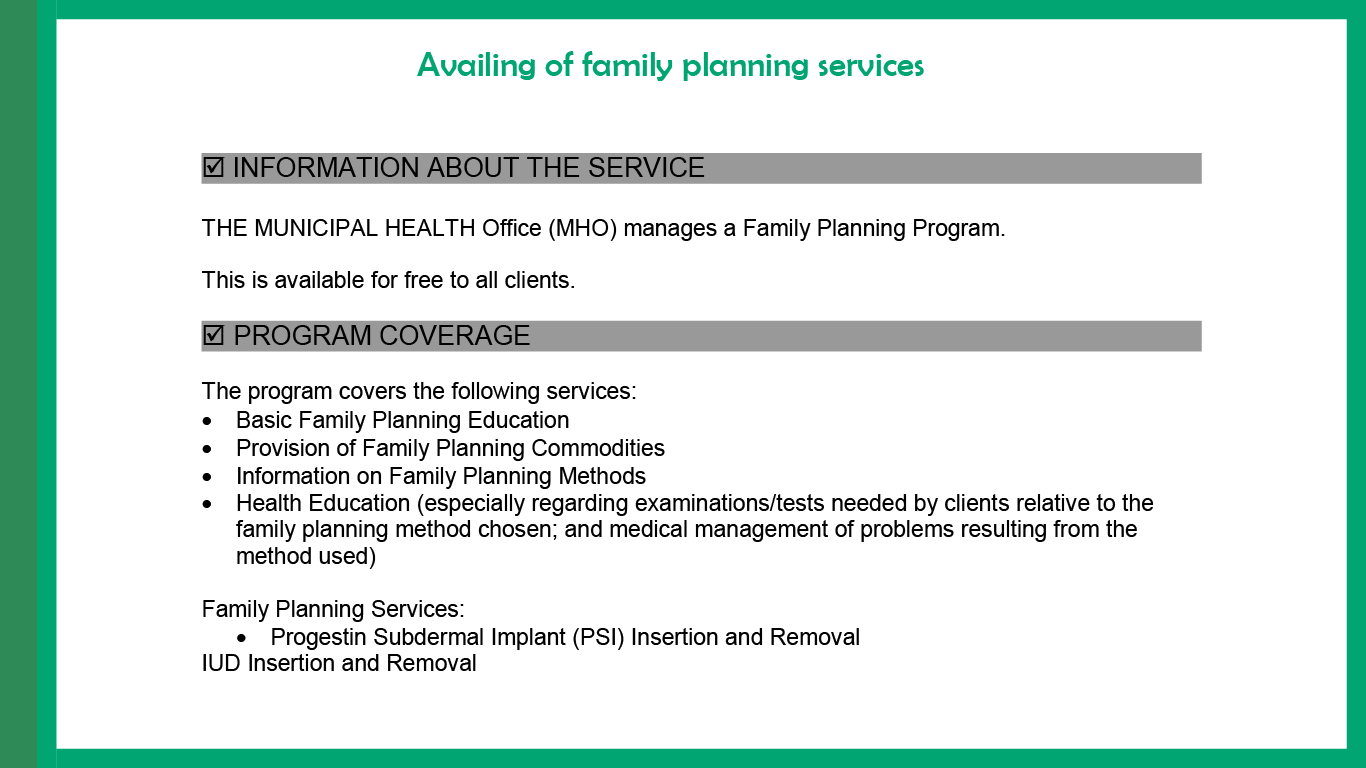 Availing of family planning services
☑ INFORMATION ABOUT THE SERVICE
THE MUNICIPAL HEALTH Office (MHO) manages a Family Planning Program.
This is available for free to all clients.
☑ PROGRAM COVERAGE
The program covers the following services:
• Basic Family Planning Education
• Provision of Family Planning Commodities
• Information on Family Planning Methods
• Health Education (especially regarding examinations/tests needed by clients relative to the
family planning method chosen; and medical management of problems resulting from the
method used)
Family Planning Services:
• Progestin Subdermal Implant (PSI) Insertion and Removal
IUD Insertion and Removal